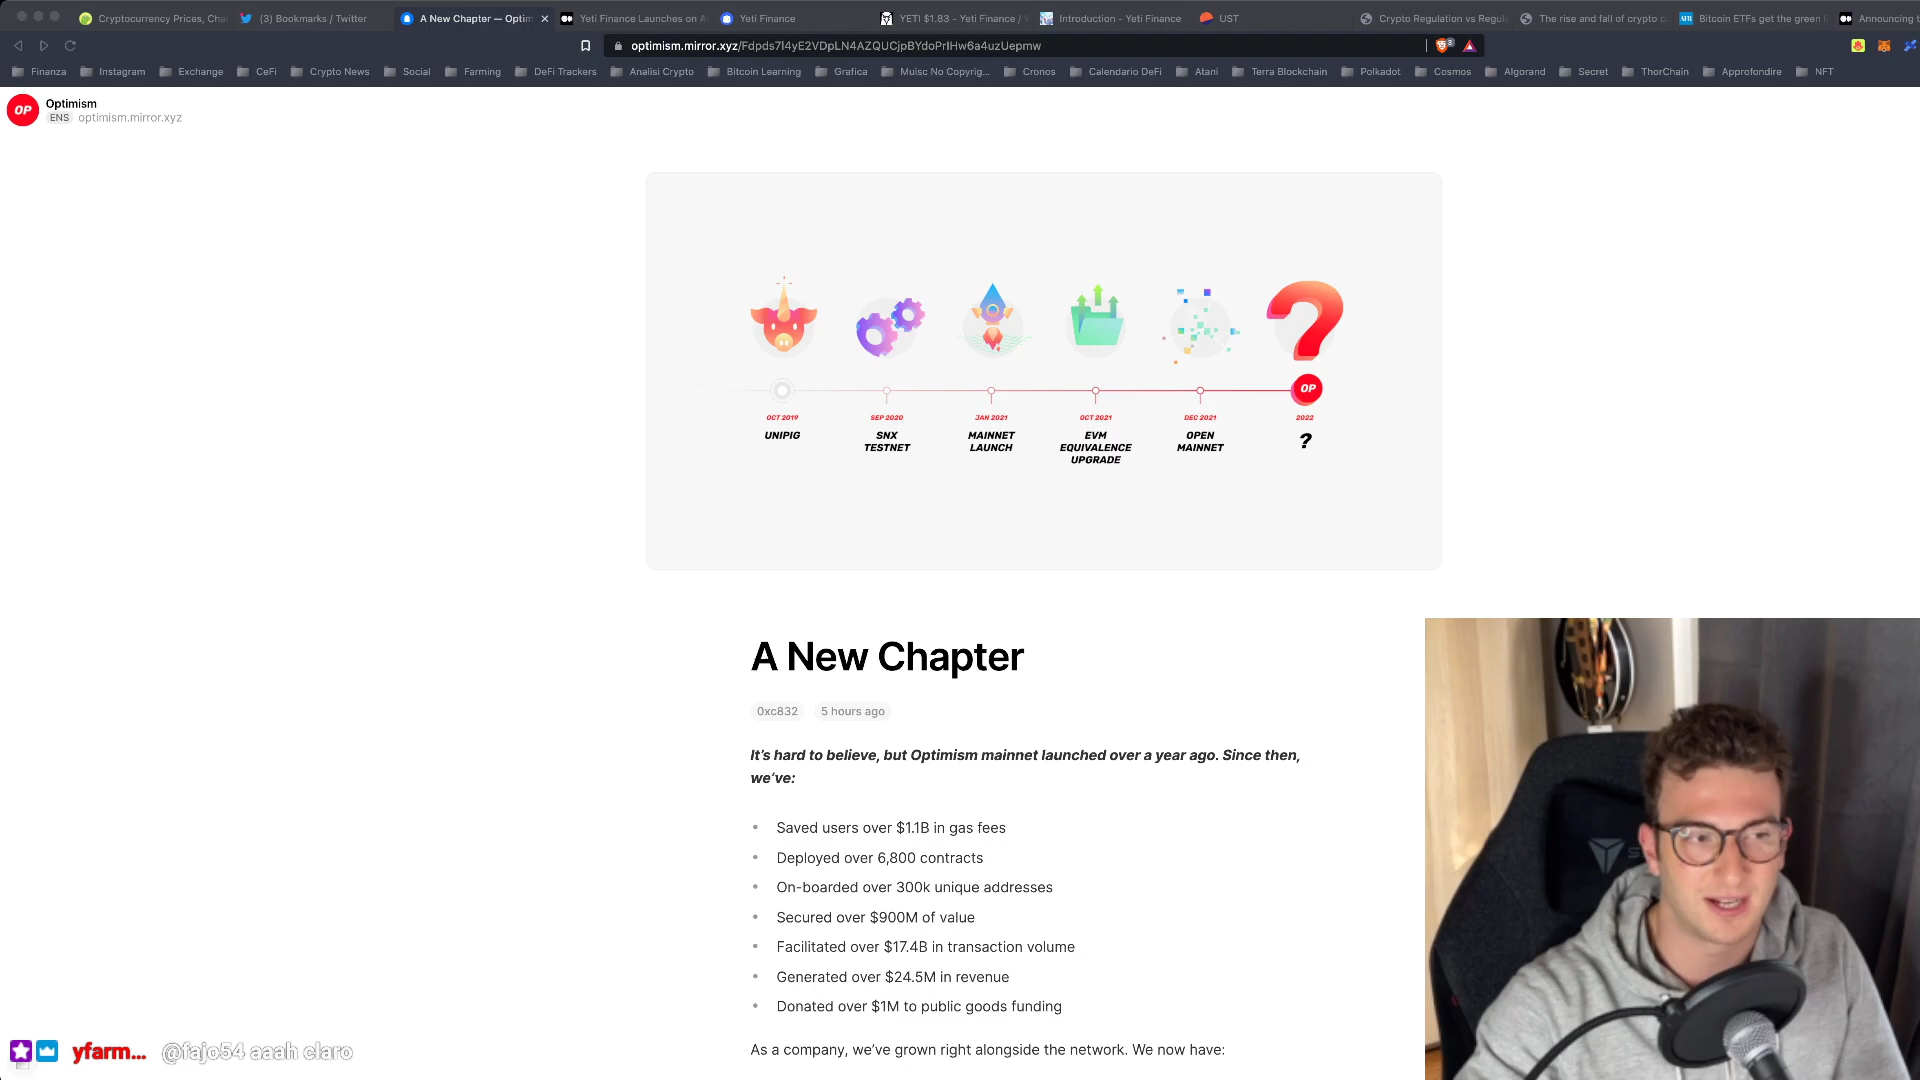 Cryptocurrency Prices, Cha
(3) Bookmarks / Twitter
A New Chapter — Optim
Yeti Finance Launches on Av
Yeti Finance
YETI $1.83 - Yeti Finance / W
Introduction - Yeti Finance
UST
Crypto Regulation vs Regul
The rise and fall of crypto c
Bitcoin ETFs get the green l
Announcing t
optimism.mirror.xyz/Fdpds7I4yE2VDpLN4AZQUCjpBYdoPrIHw6a4uzUepmw
3
Finanza
Instagram
Exchange
CeFi
Crypto News
Social
Farming
DeFi Trackers
Analisi Crypto
Bitcoin Learning
Grafica
Muisc No Copyrig...
Cronos
Calendario DeFi
Atani
Terra Blockchain
Polkadot
Cosmos
Algorand
Secret
ThorChain
Approfondire
NFT
OP
Optimism
ENS optimism.mirror.xyz
OP
OCT 2019
SEP 2020
JAN 2021
OCT 2021
DEC 2021
2022
UNIPIG
SNX
TESTNET
MAINNET
LAUNCH
EVM
EQUIVALENCE
UPGRADE
OPEN
MAINNET
?
A New Chapter
0xc832
5 hours ago
It's hard to believe, but Optimism mainnet launched over a year ago. Since then,
we've:
• Saved users over $1.1B in gas fees
• Deployed over 6,800 contracts
• On-boarded over 300k unique addresses
• Secured over $900M of value
• Facilitated over $17.4B in transaction volume
• Generated over $24.5M in revenue
• Donated over $1M to public goods funding
As a company, we've grown right alongside the network. We now have:
yfarm... @fajo54 aaah claro